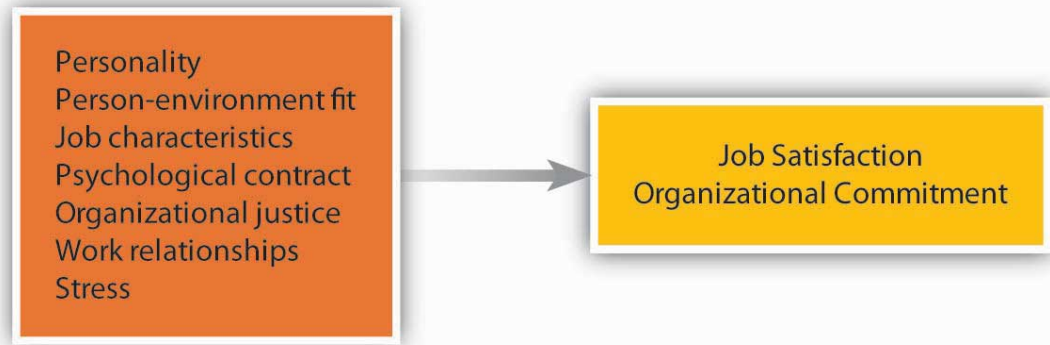 Personality
Person-environment fit
Job characteristics
Psychological contract
Organizational justice
Work relationships
Stress
Job Satisfaction
Organizational Commitment